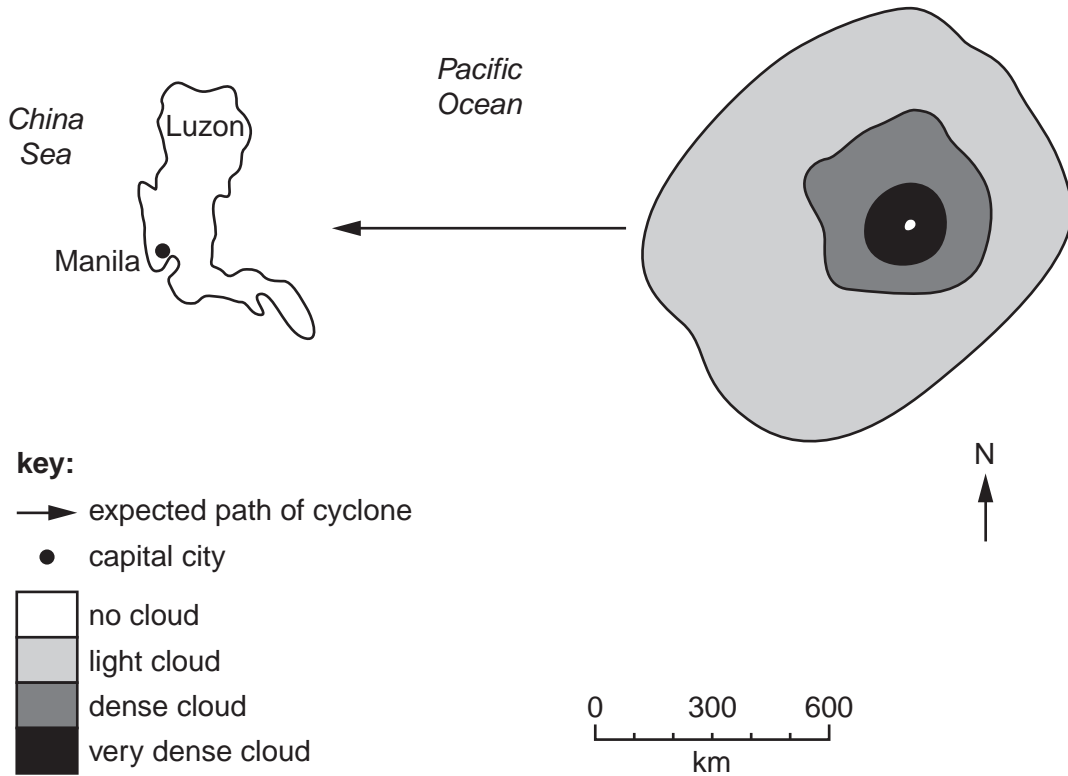 Pacific
Ocean
China
Sea
Luzon
Manila
N
key:
expected path of cyclone
capital city
no cloud
light cloud
dense cloud
very dense cloud
0 300 600
km